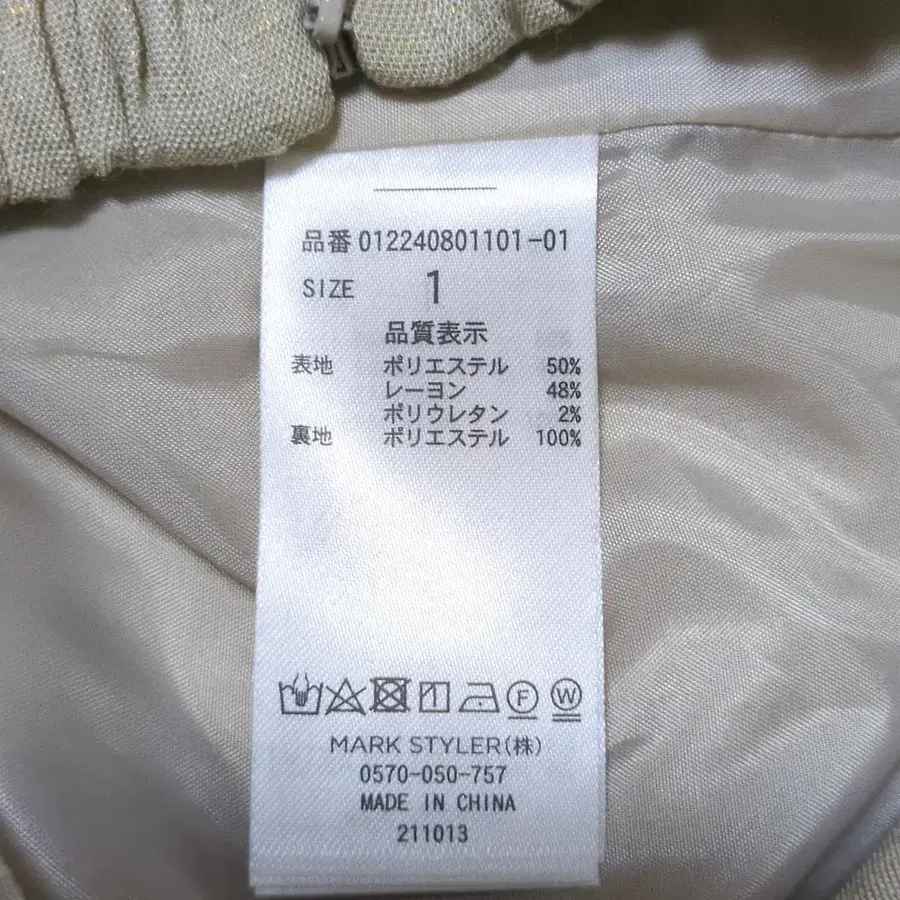 品番 012240801101-01
SIZE 1
品質表示
表地 ポリエステル 50%
レーヨン 48%
ポリウレタン 2%
裏地 ポリエステル 100%
F W
MARK STYLER(株)
0570-050-757
MADE IN CHINA
211013